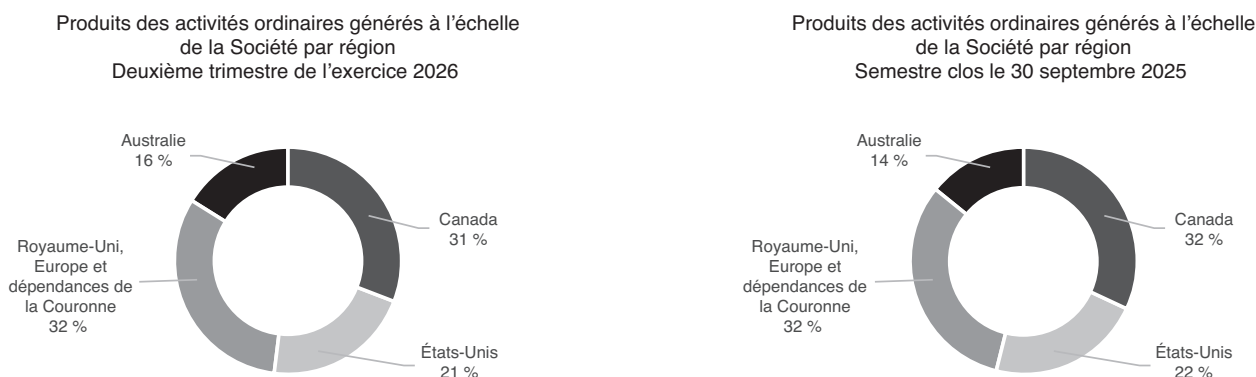 Produits des activités ordinaires générés à l'échelle
de la Société par région
Deuxième trimestre de l'exercice 2026
Australie
16 %
Canada
31 %
Royaume-Uni,
Europe et
dépendances de
la Couronne
32 %
États-Unis
21 %
Produits des activités ordinaires générés à l'échelle
de la Société par région
Semestre clos le 30 septembre 2025
Australie
14 %
Canada
32 %
Royaume-Uni,
Europe et
dépendances de
la Couronne
32 %
États-Unis
22 %